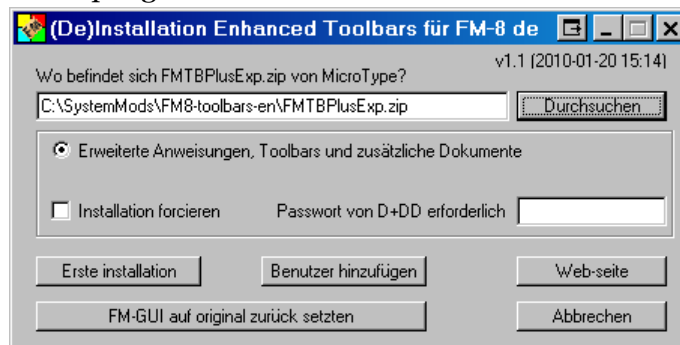 (De)Installation Enhanced Toolbars für FM-8 de
v1.1 (2010-01-20 15:14)
Wo befindet sich FMTBPlusExp.zip von MicroType?
C:\SystemMods\FM8-toolbars-en\FMTBPlusExp.zip Durchsuchen
Erweiterte Anweisungen, Toolbars und zusätzliche Dokumente
Installation forcieren Passwort von D+DD erforderlich
Erste installation Benutzer hinzufügen Web-seite
FM-GUI auf original zurück setzten Abbrechen